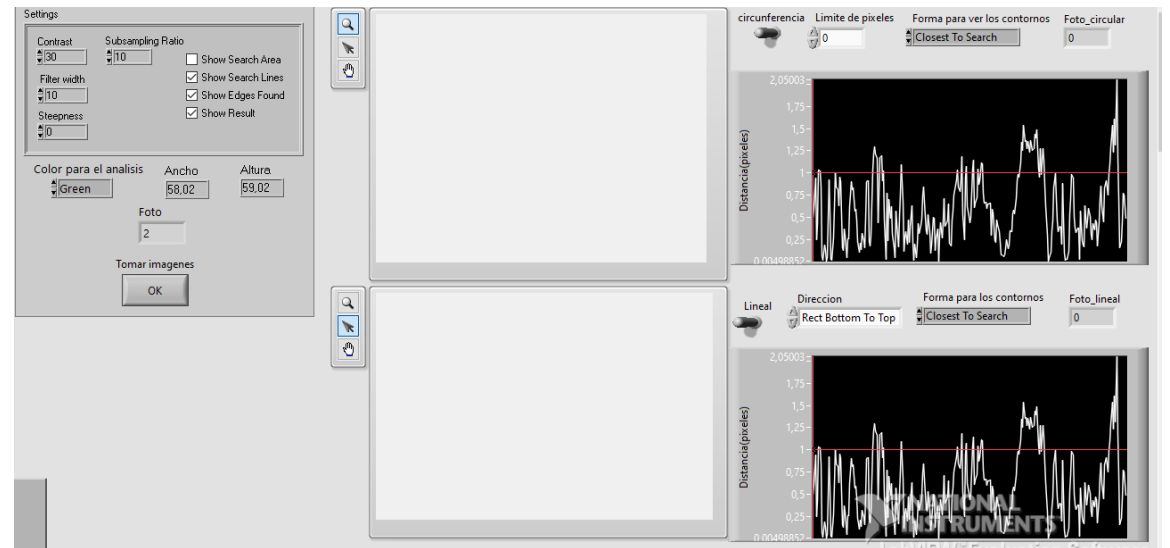 Settings
Contrast
30
Subsampling Ratio
10
Filter width
10
Steepness
0
Show Search Area
Show Search Lines
Show Edges Found
Show Result
Color para el analisis
Green
Ancho
58,02
Altura
59,02
Foto
2
Tomar imagenes
OK
circunferencia
Limite de pixeles
0
Forma para ver los contornos
Closest To Search
Foto_circular
0
Distancia(pixeles)
2,05003
1,75
1,5
1,25
1
0,75
0,5
0,25
0,00498852
Lineal
Direccion
Rect Bottom To Top
Forma para los contornos
Closest To Search
Foto_lineal
0
Distancia(pixeles)
2,05003
1,75
1,5
1,25
1
0,75
0,5
0,25
0,00498852
NATIONAL
INSTRUMENTS